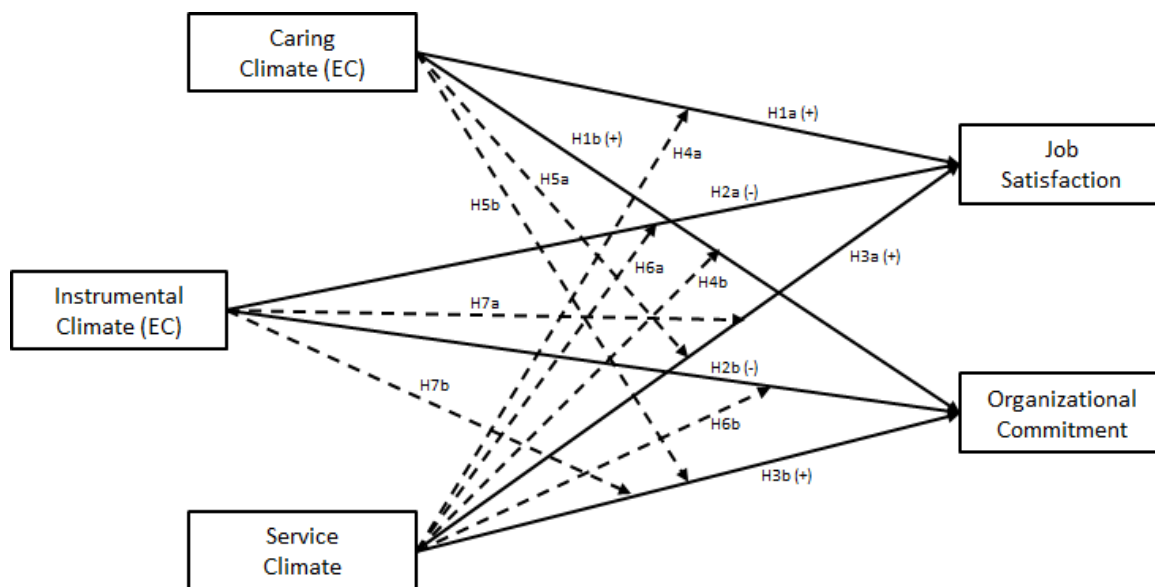 Caring
Climate (EC)
H1a (+)
H1b (+)
H4a
Job
Satisfaction
H5a
H2a (-)
H5b
H3a (+)
H6a
H4b
Instrumental
Climate (EC)
H7a
H2b (-)
H7b
Organizational
Commitment
H6b
H3b (+)
Service
Climate